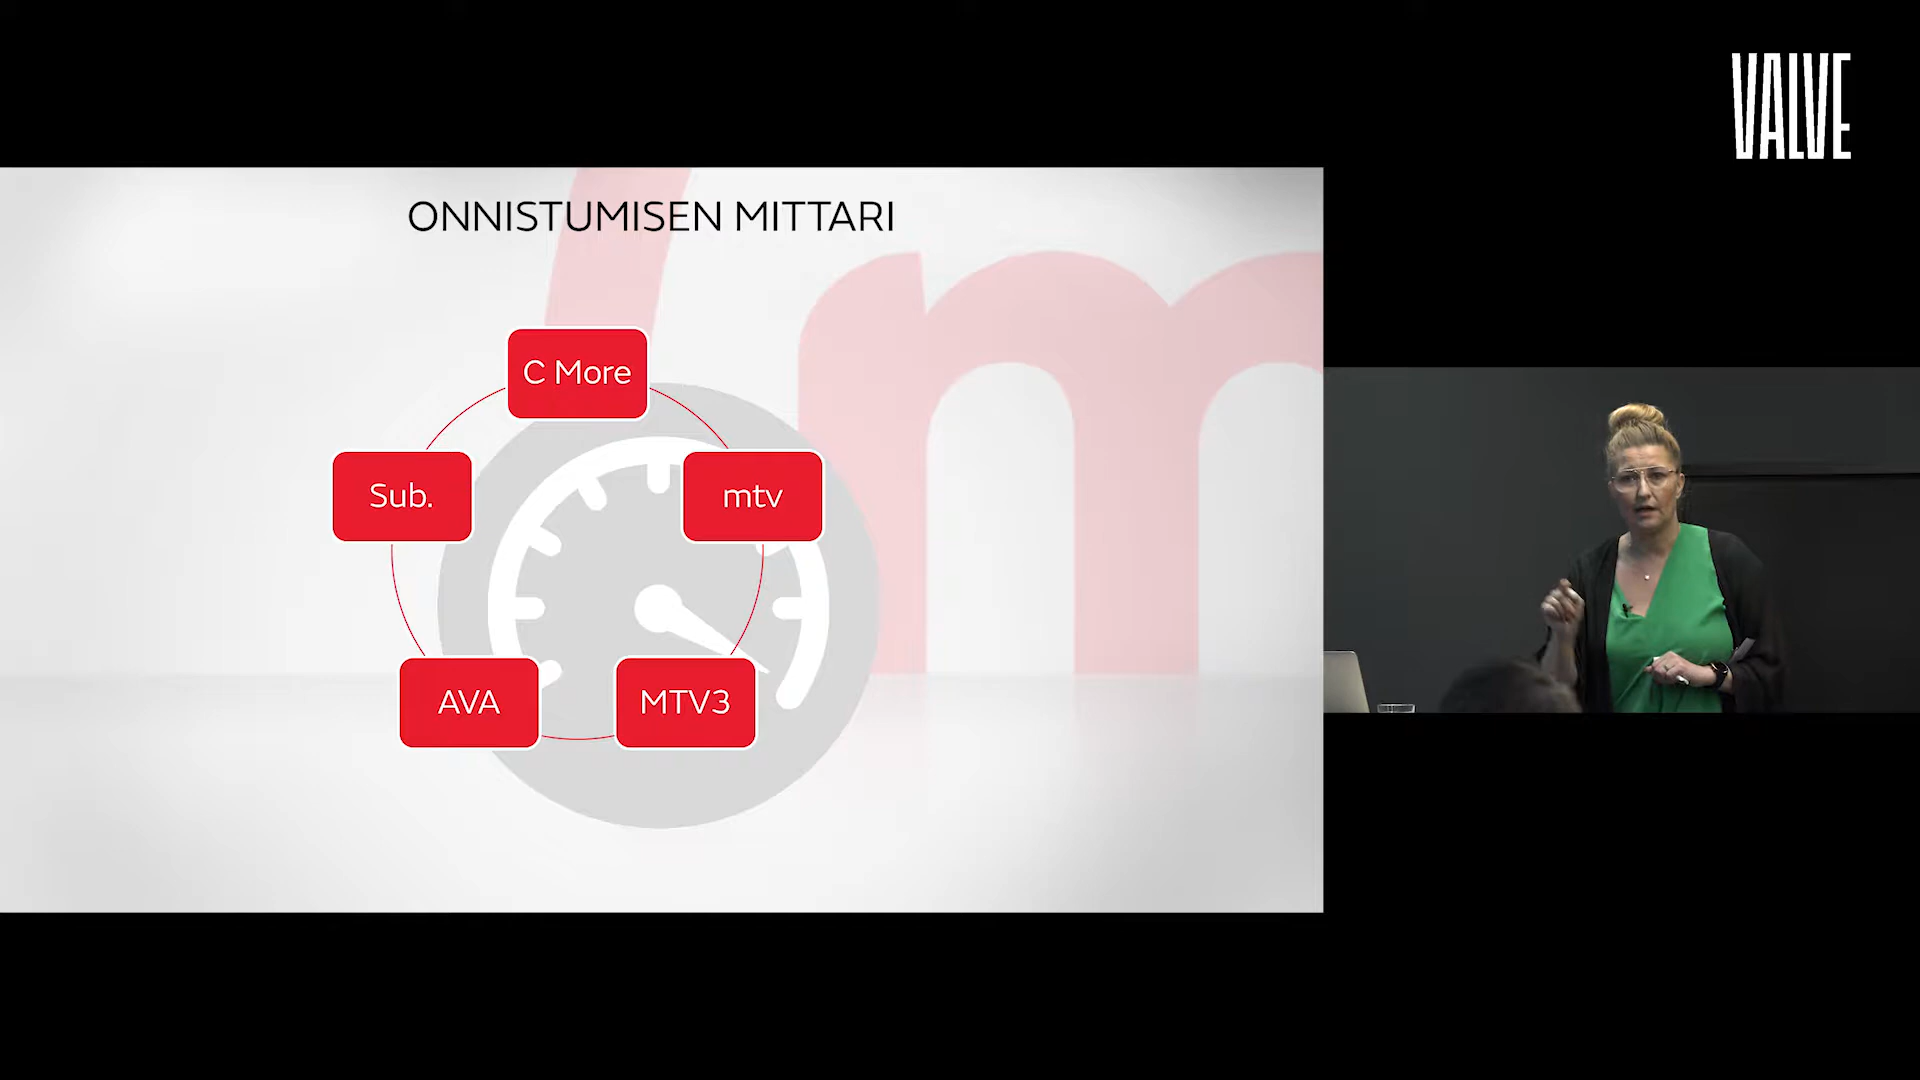 VALVE
ONNISTUMISEN MITTARI
C More
Sub.
mtv
AVA
MTV3
m